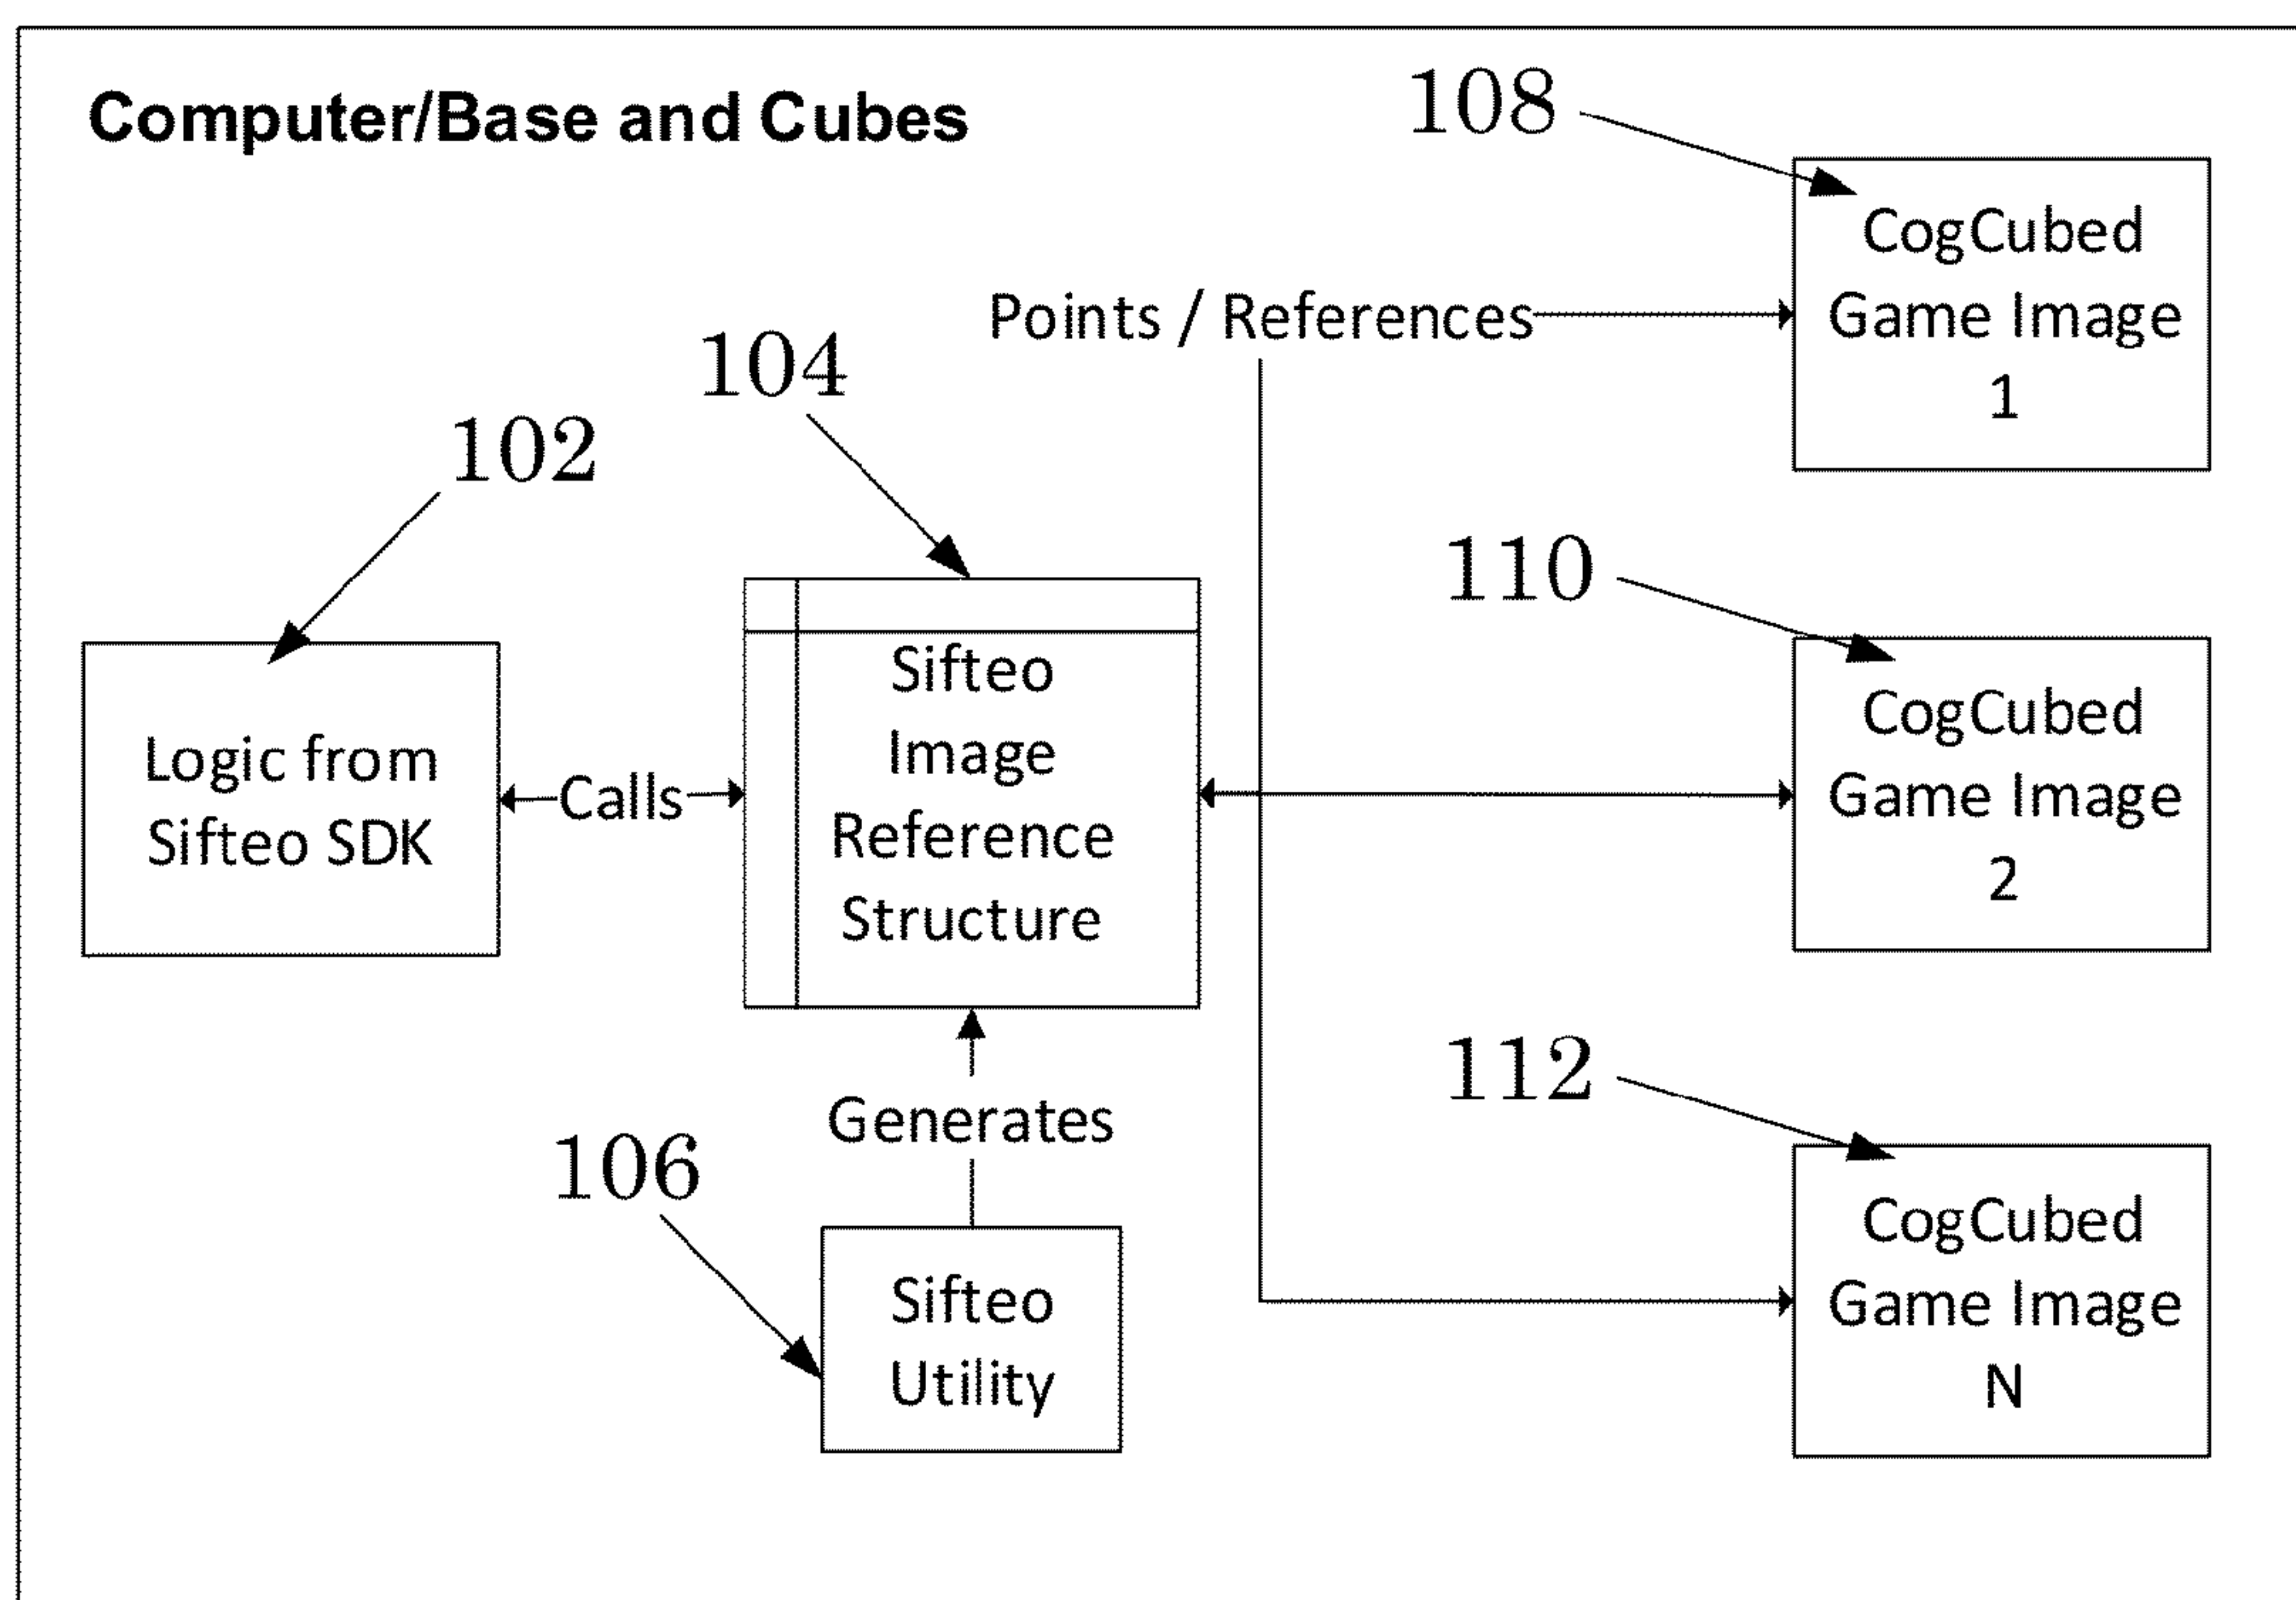 Computer/Base and Cubes
108
CogCubed
Game Image
1
Points / References
104
102
110
Sifteo
Image
Reference
Structure
Logic from
Sifteo SDK
Calls
CogCubed
Game Image
2
112
Generates
106
Sifteo
Utility
CogCubed
Game Image
N